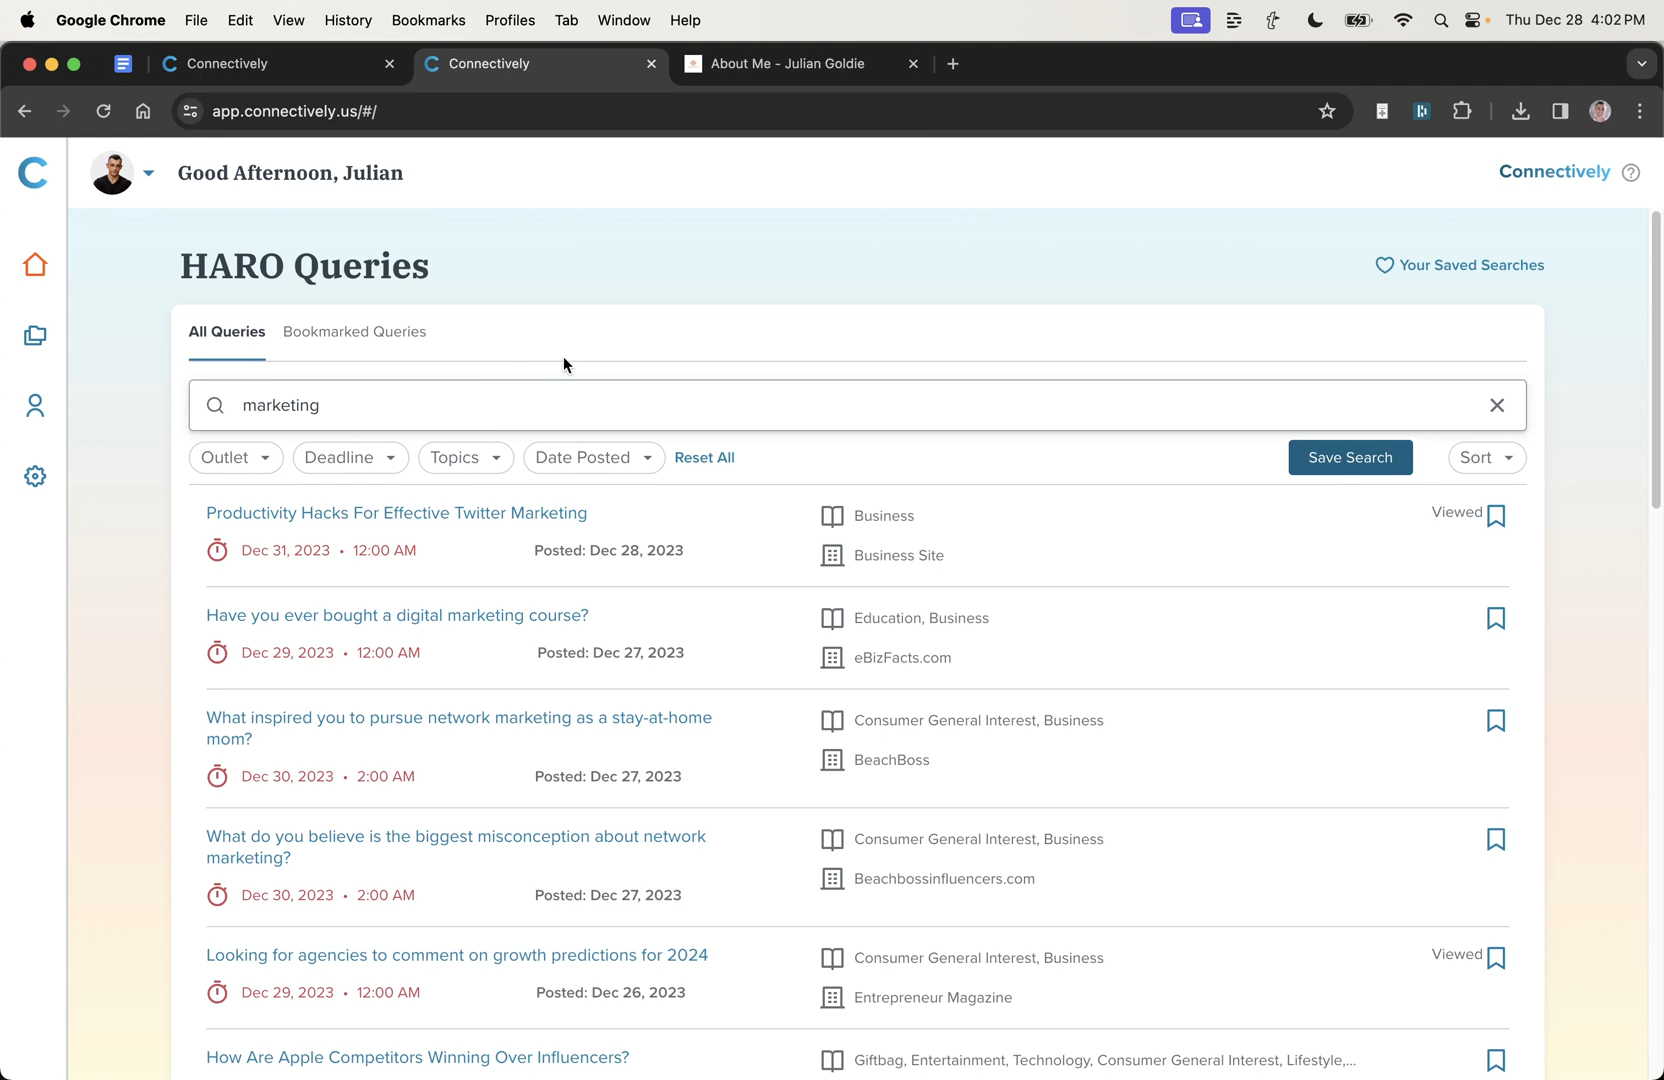 Google Chrome File Edit View History Bookmarks Profiles Tab Window Help Thu Dec 28 4:02 PM
Connectively Connectively About Me - Julian Goldie
app.connectively.us/#/
Good Afternoon, Julian
Connectively
HARO Queries
Your Saved Searches
All Queries Bookmarked Queries
marketing
Outlet Deadline Topics Date Posted Reset All Save Search Sort
Productivity Hacks For Effective Twitter Marketing
Dec 31, 2023 • 12:00 AM Posted: Dec 28, 2023
Business
Business Site
Viewed
Have you ever bought a digital marketing course?
Dec 29, 2023 • 12:00 AM Posted: Dec 27, 2023
Education, Business
eBizFacts.com
What inspired you to pursue network marketing as a stay-at-home
mom?
Dec 30, 2023 • 2:00 AM Posted: Dec 27, 2023
Consumer General Interest, Business
BeachBoss
What do you believe is the biggest misconception about network
marketing?
Dec 30, 2023 • 2:00 AM Posted: Dec 27, 2023
Consumer General Interest, Business
Beachbossinfluencers.com
Looking for agencies to comment on growth predictions for 2024
Dec 29, 2023 • 12:00 AM Posted: Dec 26, 2023
Consumer General Interest, Business
Entrepreneur Magazine
Viewed
How Are Apple Competitors Winning Over Influencers?
Giftbag, Entertainment, Technology, Consumer General Interest, Lifestyle,...